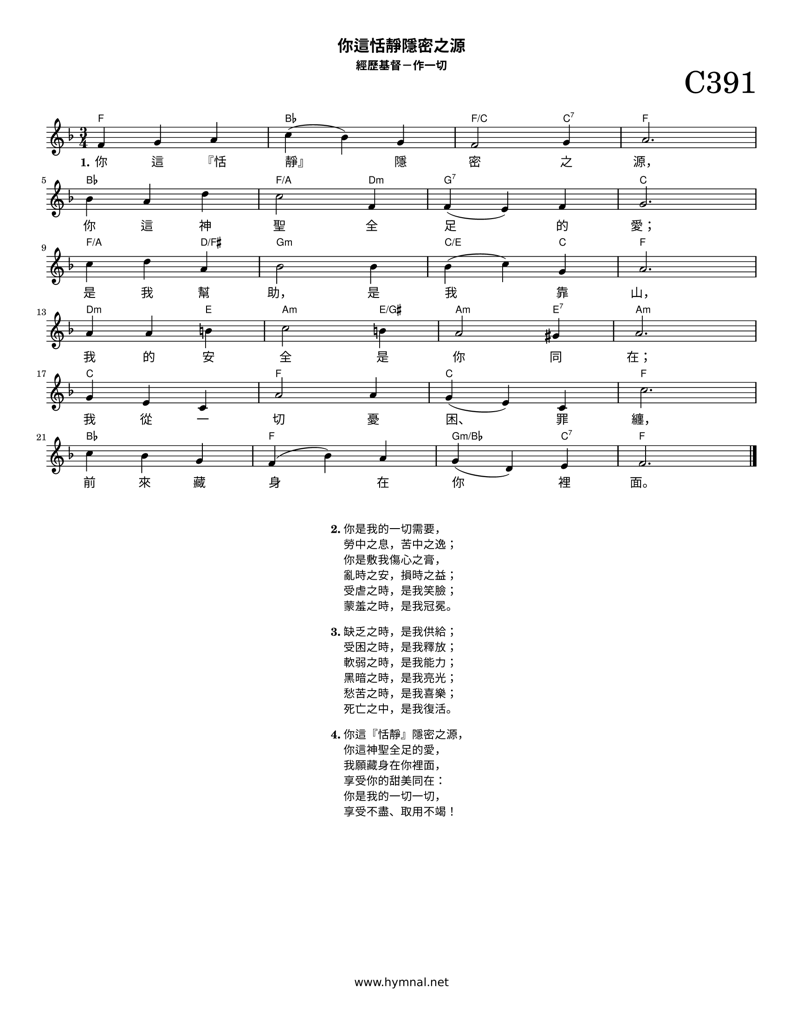 你這恬靜隱密之源
經歷基督－作一切
C391
F B♭ F/C C7 F
1. 你 這 『恬 靜』 隱 密 之 源，
5 B♭ F/A Dm G7 C
你 這 神 聖 全 足 的 愛；
9 F/A D/F# Gm C/E C F
是 我 幫 助， 是 我 靠 山，
13 Dm E Am E/G# Am E7 Am
我 的 安 全 是 你 同 在；
17 C F C F
我 從 一 切 憂 困、 罪 纏，
21 B♭ F Gm/B♭ C7 F
前 來 藏 身 在 你 裡 面。
2. 你是我的一切需要，
勞中之息，苦中之逸；
你是敷我傷心之膏，
亂時之安，損時之益；
受虐之時，是我笑臉；
蒙羞之時，是我冠冕。
3. 缺乏之時，是我供給；
受困之時，是我釋放；
軟弱之時，是我能力；
黑暗之時，是我亮光；
愁苦之時，是我喜樂；
死亡之中，是我復活。
4. 你這『恬靜』隱密之源，
你這神聖全足的愛，
我願藏身在你裡面，
享受你的甜美同在：
你是我的一切一切，
享受不盡、取用不竭！
www.hymnal.net